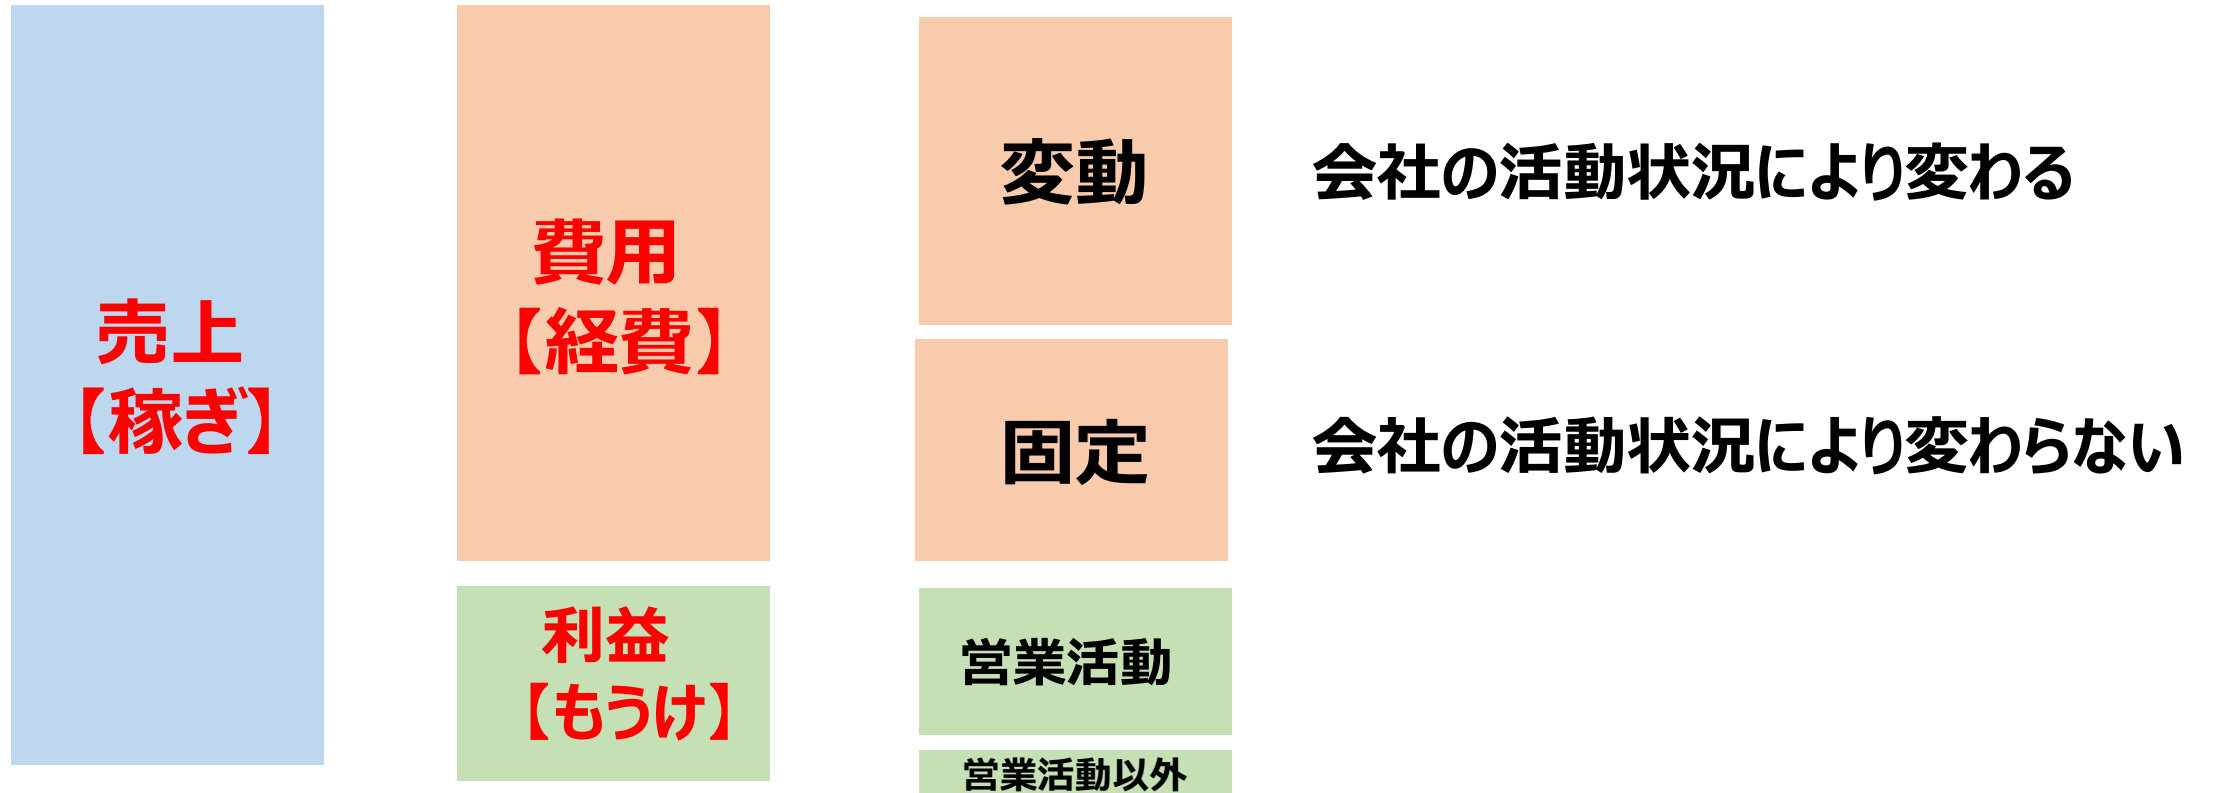 売上
【稼ぎ】
費用
【経費】
利益
【もうけ】
変動
会社の活動状況により変わる
固定
会社の活動状況により変わらない
営業活動
営業活動以外